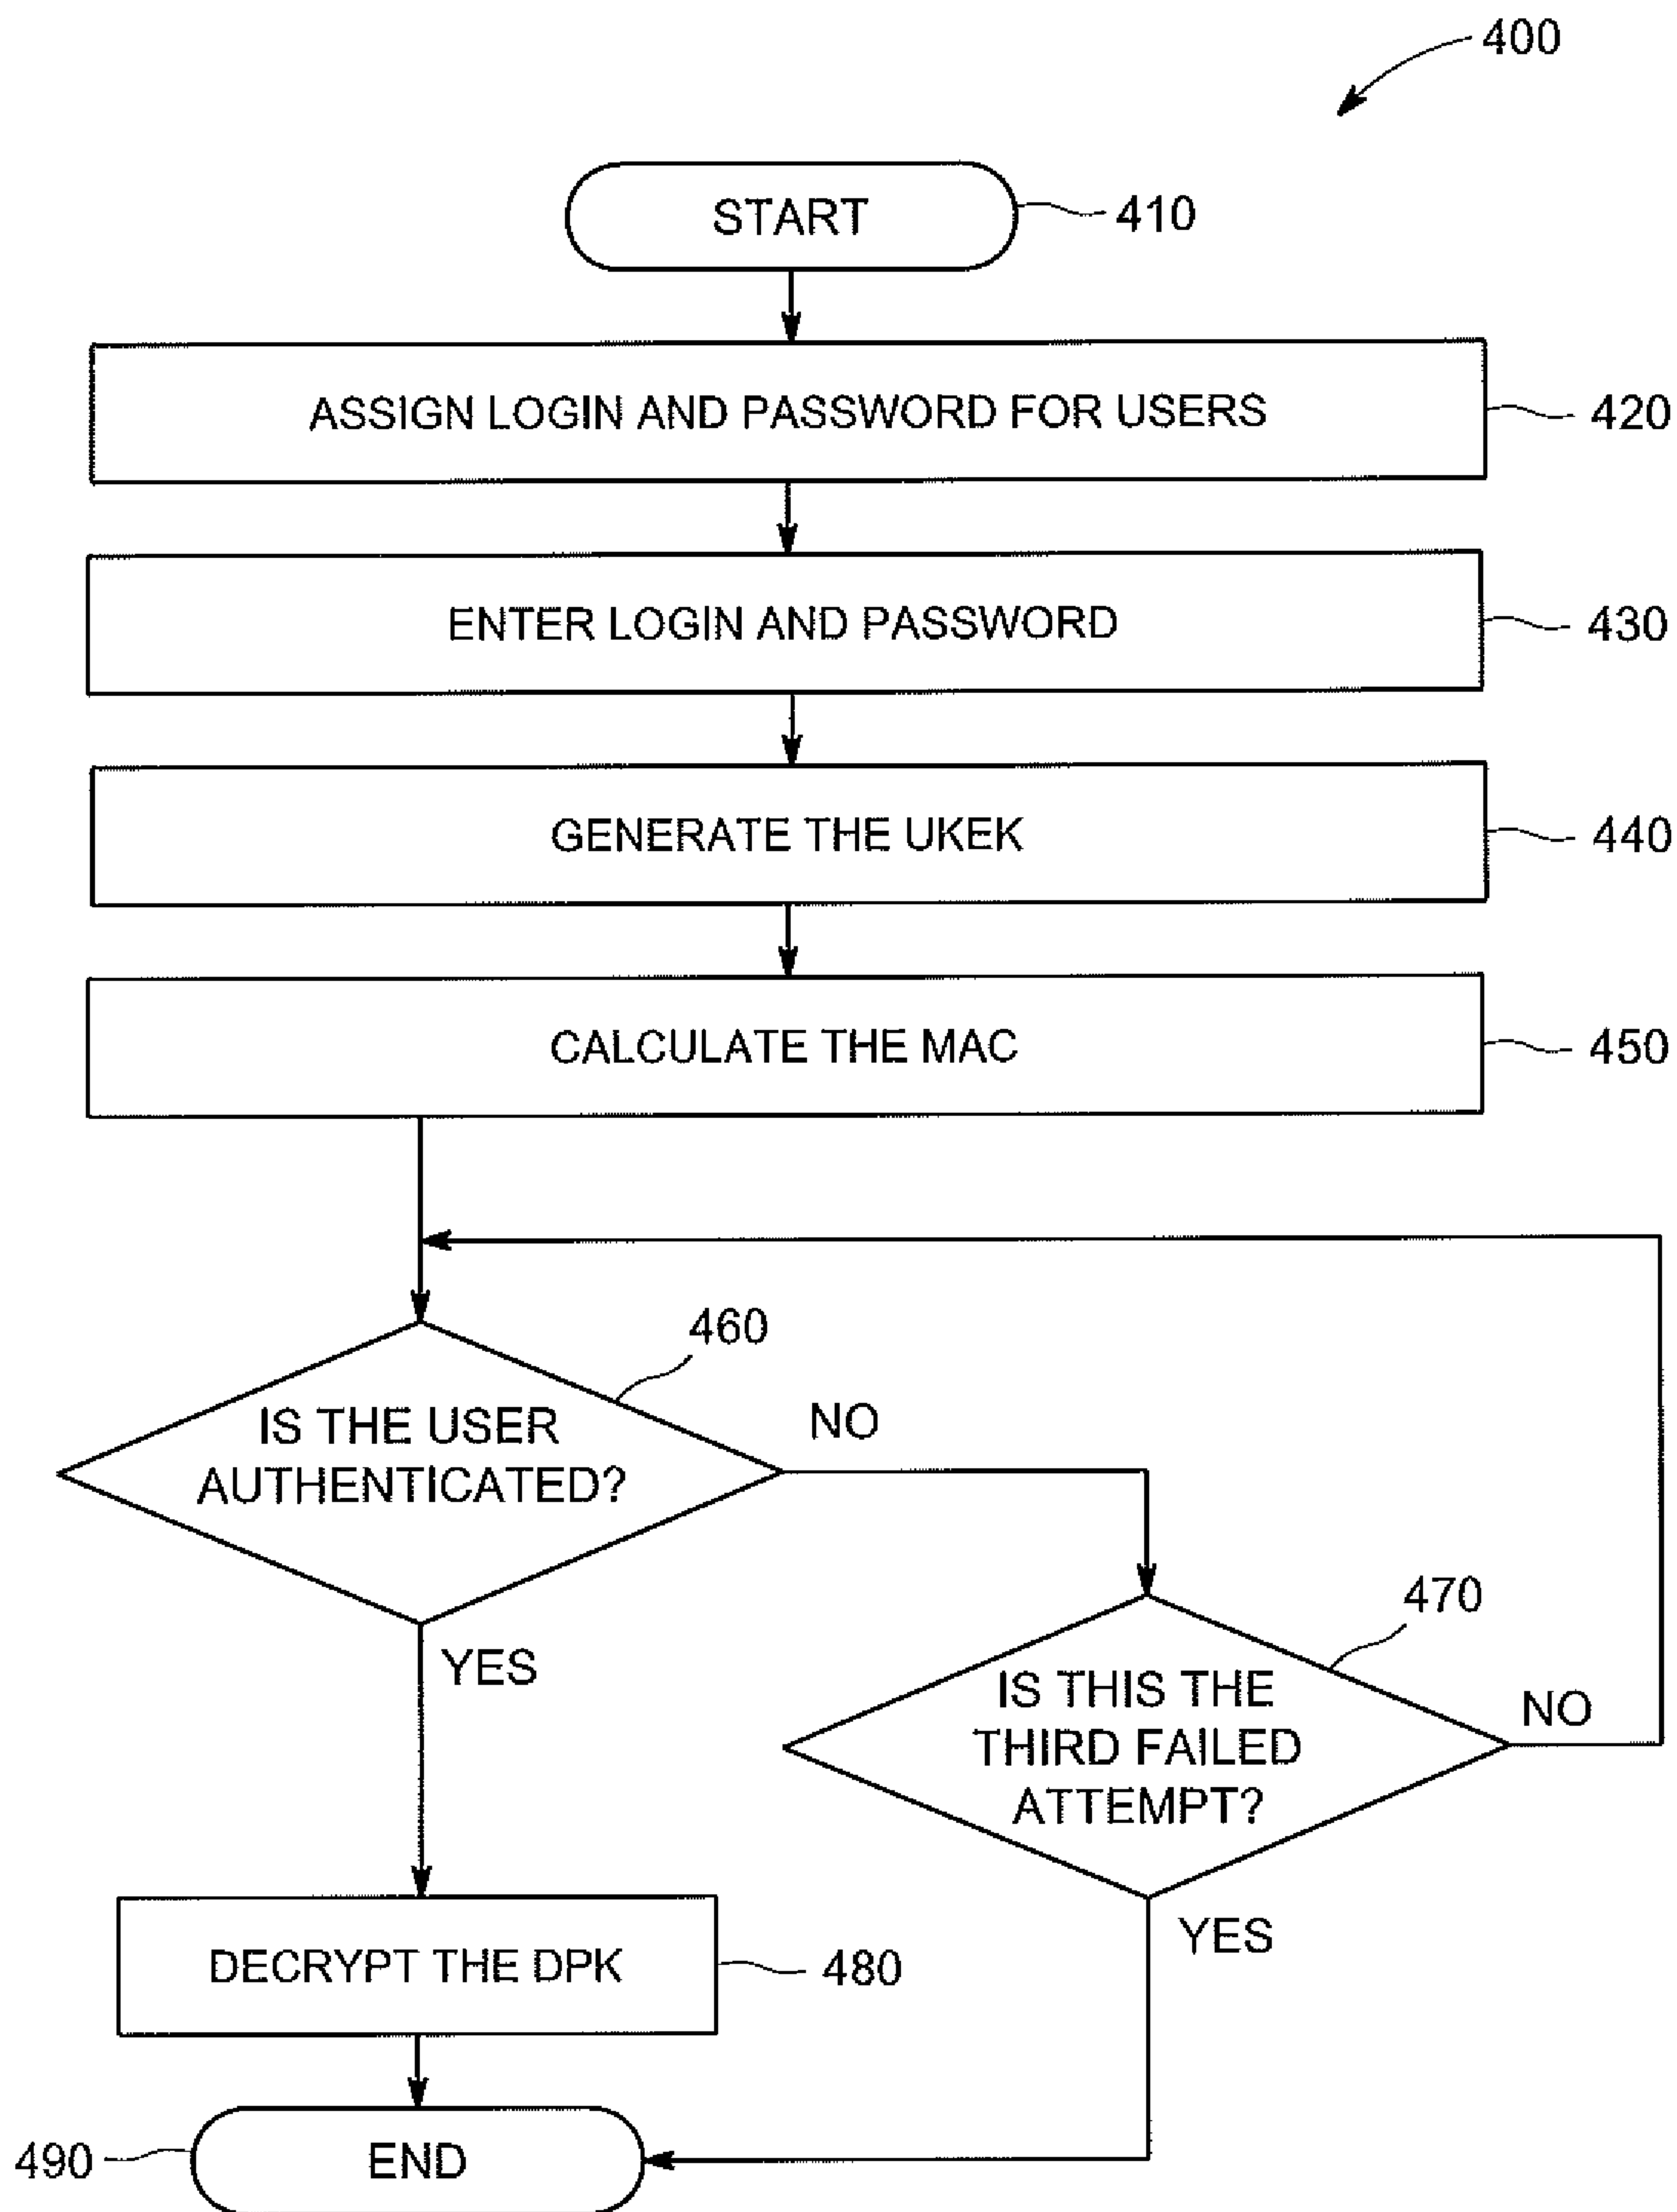 400
START
410
ASSIGN LOGIN AND PASSWORD FOR USERS
420
ENTER LOGIN AND PASSWORD
430
GENERATE THE UKEK
440
CALCULATE THE MAC
450
460
IS THE USER
AUTHENTICATED?
NO
YES
470
IS THIS THE
THIRD FAILED
ATTEMPT?
NO
YES
DECRYPT THE DPK
480
490
END